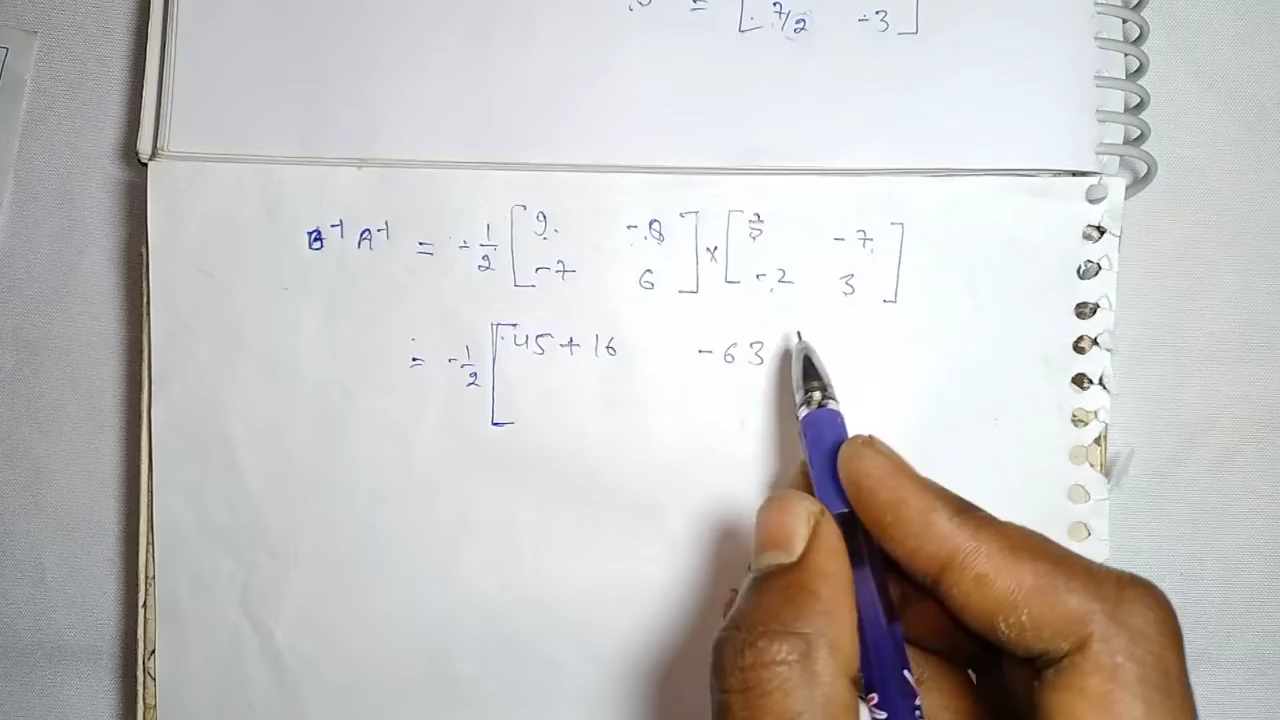 = [ 7/2 -3 ]
B⁻¹ A⁻¹ = -1/2 [ 9 -8 ] × [ -7 ]
[ -7 6 ] [ -2 3 ]
= -1/2 [ 45+16 -63